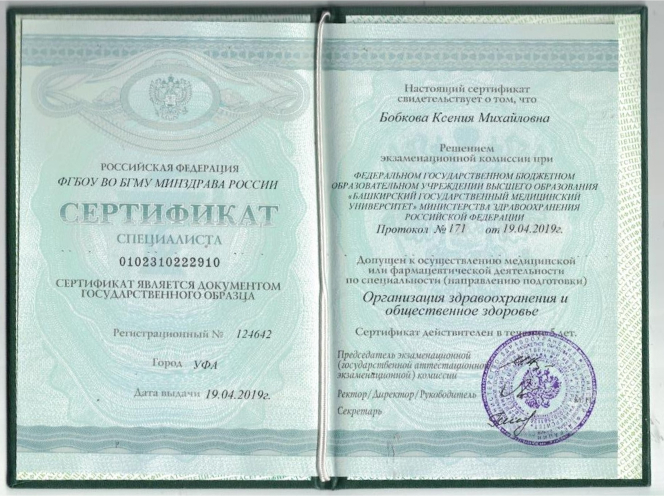 РОССИЙСКАЯ ФЕДЕРАЦИЯ
ФГБОУ ВО БГМУ МИНЗДРАВА РОССИИ
СЕРТИФИКАТ
СПЕЦИАЛИСТА
0102310222910
СЕРТИФИКАТ ЯВЛЯЕТСЯ ДОКУМЕНТОМ
ГОСУДАРСТВЕННОГО ОБРАЗЦА
Регистрационный № 124642
Город УФА
Дата выдачи 19.04.2019г.
Настоящий сертификат
свидетельствует о том, что
Бобкова Ксения Михайловна
Решением
экзаменационной комиссии при
ФЕДЕРАЛЬНОМ ГОСУДАРСТВЕННОМ БЮДЖЕТНОМ
ОБРАЗОВАТЕЛЬНОМ УЧРЕЖДЕНИИ ВЫСШЕГО ОБРАЗОВАНИЯ
«БАШКИРСКИЙ ГОСУДАРСТВЕННЫЙ МЕДИЦИНСКИЙ
УНИВЕРСИТЕТ» МИНИСТЕРСТВА ЗДРАВООХРАНЕНИЯ
РОССИЙСКОЙ ФЕДЕРАЦИИ
Протокол № 171 от 19.04.2019г.
Допущен к осуществлению медицинской
или фармацевтической деятельности
по специальности (направлению подготовки)
Организация здравоохранения и
общественное здоровье
Сертификат действителен в течение 5 лет.
Председатель экзаменационной
(государственной аттестационной
экзаменационной) комиссии
Ректор/Директор/Руководитель
Секретарь